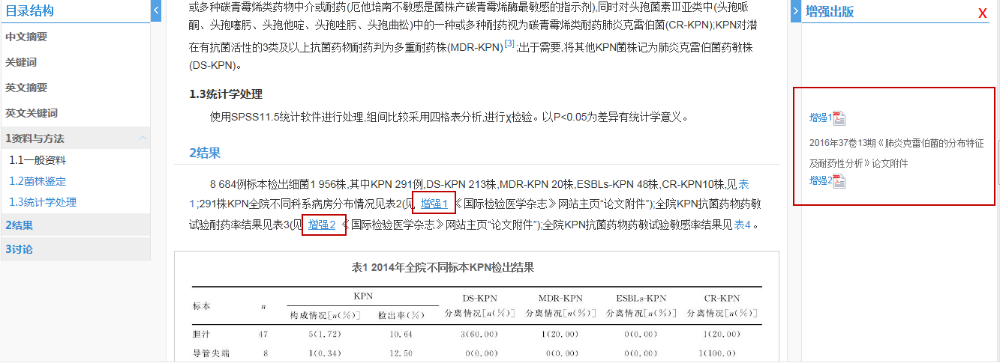 目录结构
中文摘要
关键词
英文摘要
英文关键词
1资料与方法
1.1一般资料
1.2菌株鉴定
1.3统计学处理
2结果
3讨论
或多种碳青霉烯类药物中介或耐药(厄他培南不敏感是菌株产碳青霉烯酶最敏感的指示剂),同时对头孢菌素Ⅲ亚类中(头孢哌
酮、头孢噻肟、头孢他啶、头孢唑肟、头孢曲松)中的一种或多种耐药视为碳青霉烯类耐药肺炎克雷伯菌(CR-KPN);KPN对潜
在有抗菌活性的3类及以上抗菌药物耐药判为多重耐药株(MDR-KPN)[3];出于需要,将其他KPN菌株记为肺炎克雷伯菌药敏株
(DS-KPN)。
1.3统计学处理
使用SPSS11.5统计软件进行处理,组间比较采用四格表分析,进行χ检验。以P<0.05为差异有统计学意义。
2结果
8 684例标本检出细菌1 956株,其中KPN 291例,DS-KPN 213株,MDR-KPN 20株,ESBLs-KPN 48株,CR-KPN10株,见表
1;291株KPN全院不同科系病房分布情况见表2(见 增强1 《国际检验医学杂志》网站主页“论文附件”);全院KPN抗菌药物药敏
试验耐药率结果见表3(见 增强2 《国际检验医学杂志》网站主页“论文附件”);全院KPN抗菌药物药敏试验敏感率结果见表4。
表1 2014年全院不同标本KPN检出结果
标本 n KPN DS-KPN MDR-KPN ESBLs-KPN CR-KPN
构成情况[n(%)] 检出率(%) 分离情况[n(%)] 分离情况[n(%)] 分离情况[n(%)] 分离情况[n(%)]
胆汁 47 5(1.72) 10.64 3(60.00) 1(20.00) 0(0.00) 1(20.00)
导管尖端 8 1(0.34) 12.50 0(0.00) 0(0.00) 0(0.00) 1(100.0)
增强出版 X
增强1
2016年37卷13期《肺炎克雷伯菌的分布特征
及耐药性分析》论文附件
增强2